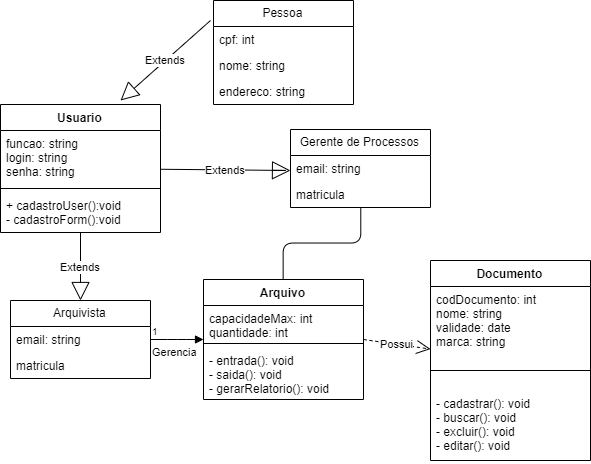 Pessoa
cpf: int
nome: string
endereco: string
Extends
Usuario
funcao: string
login: string
senha: string
+ cadastroUser():void
- cadastroForm():void
Extends
Gerente de Processos
email: string
matricula
Extends
Arquivista
email: string
matricula
1
Gerencia
Arquivo
capacidadeMax: int
quantidade: int
- entrada(): void
- saida(): void
- gerarRelatorio(): void
Possui
Documento
codDocumento: int
nome: string
validade: date
marca: string
- cadastrar(): void
- buscar(): void
- excluir(): void
- editar(): void